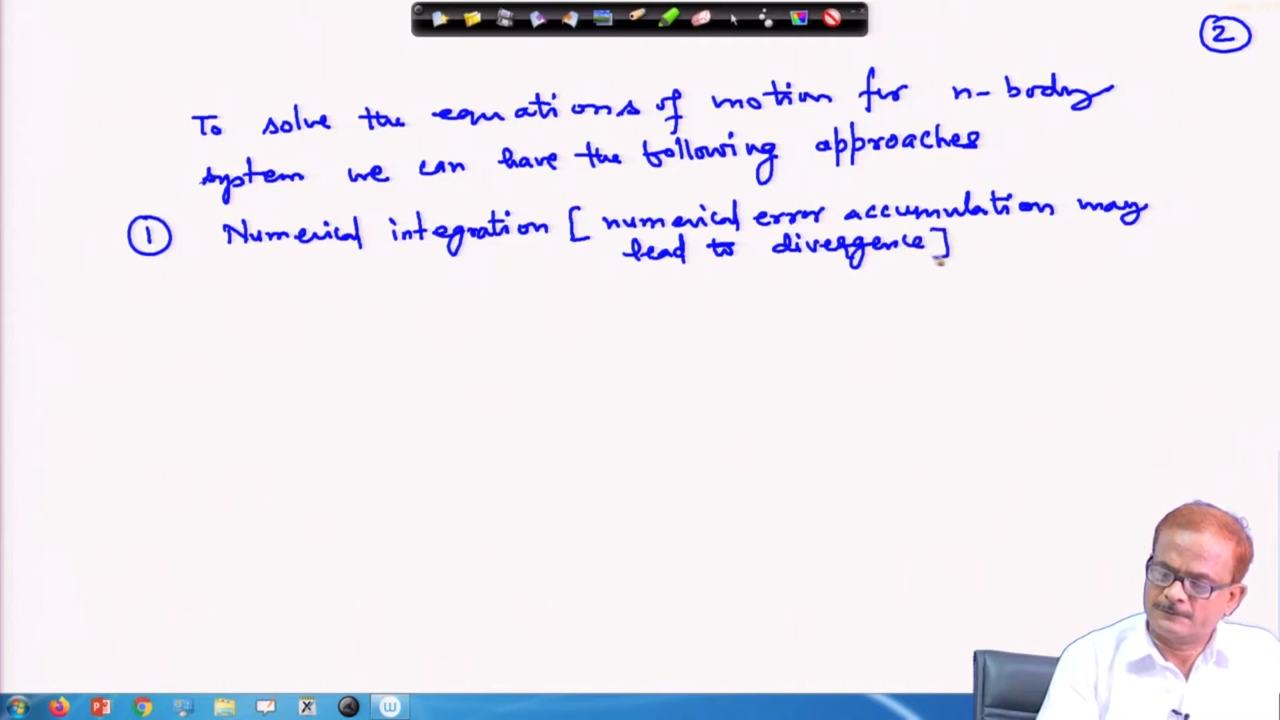 2
To solve the equations of motion for n-body
system we can have the following approaches
1 Numerical integration [ numerical error accumulation may
lead to divergence ]